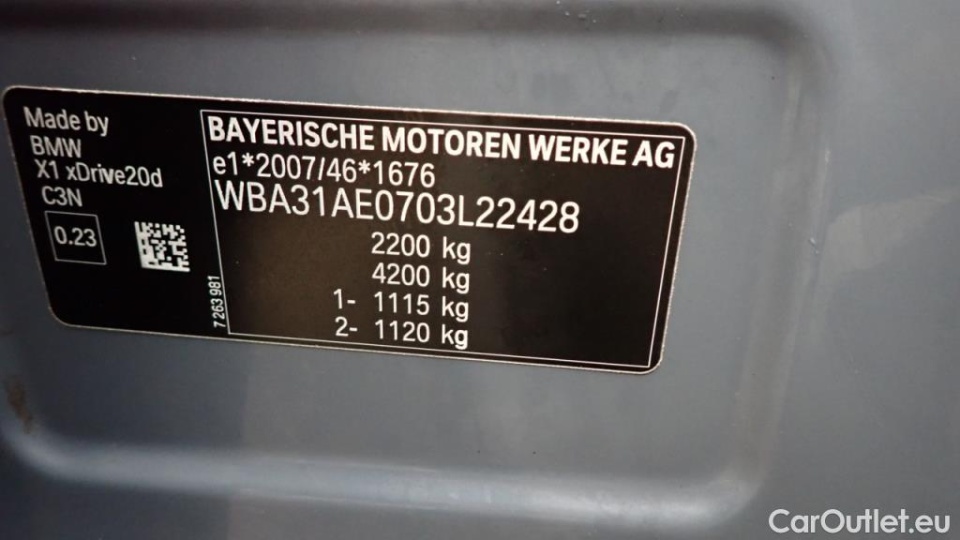 Made by
BMW
X1 xDrive20d
C3N
0.23
7 263 981
BAYERISCHE MOTOREN WERKE AG
e1*2007/46*1676
WBA31AE0703L22428
2200 kg
4200 kg
1- 1115 kg
2- 1120 kg
CarOutlet.eu